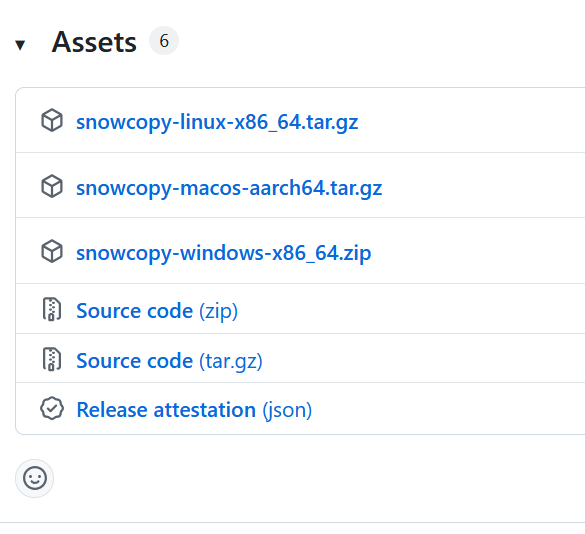 Assets 6
snowcopy-linux-x86_64.tar.gz
snowcopy-macos-aarch64.tar.gz
snowcopy-windows-x86_64.zip
Source code (zip)
Source code (tar.gz)
Release attestation (json)